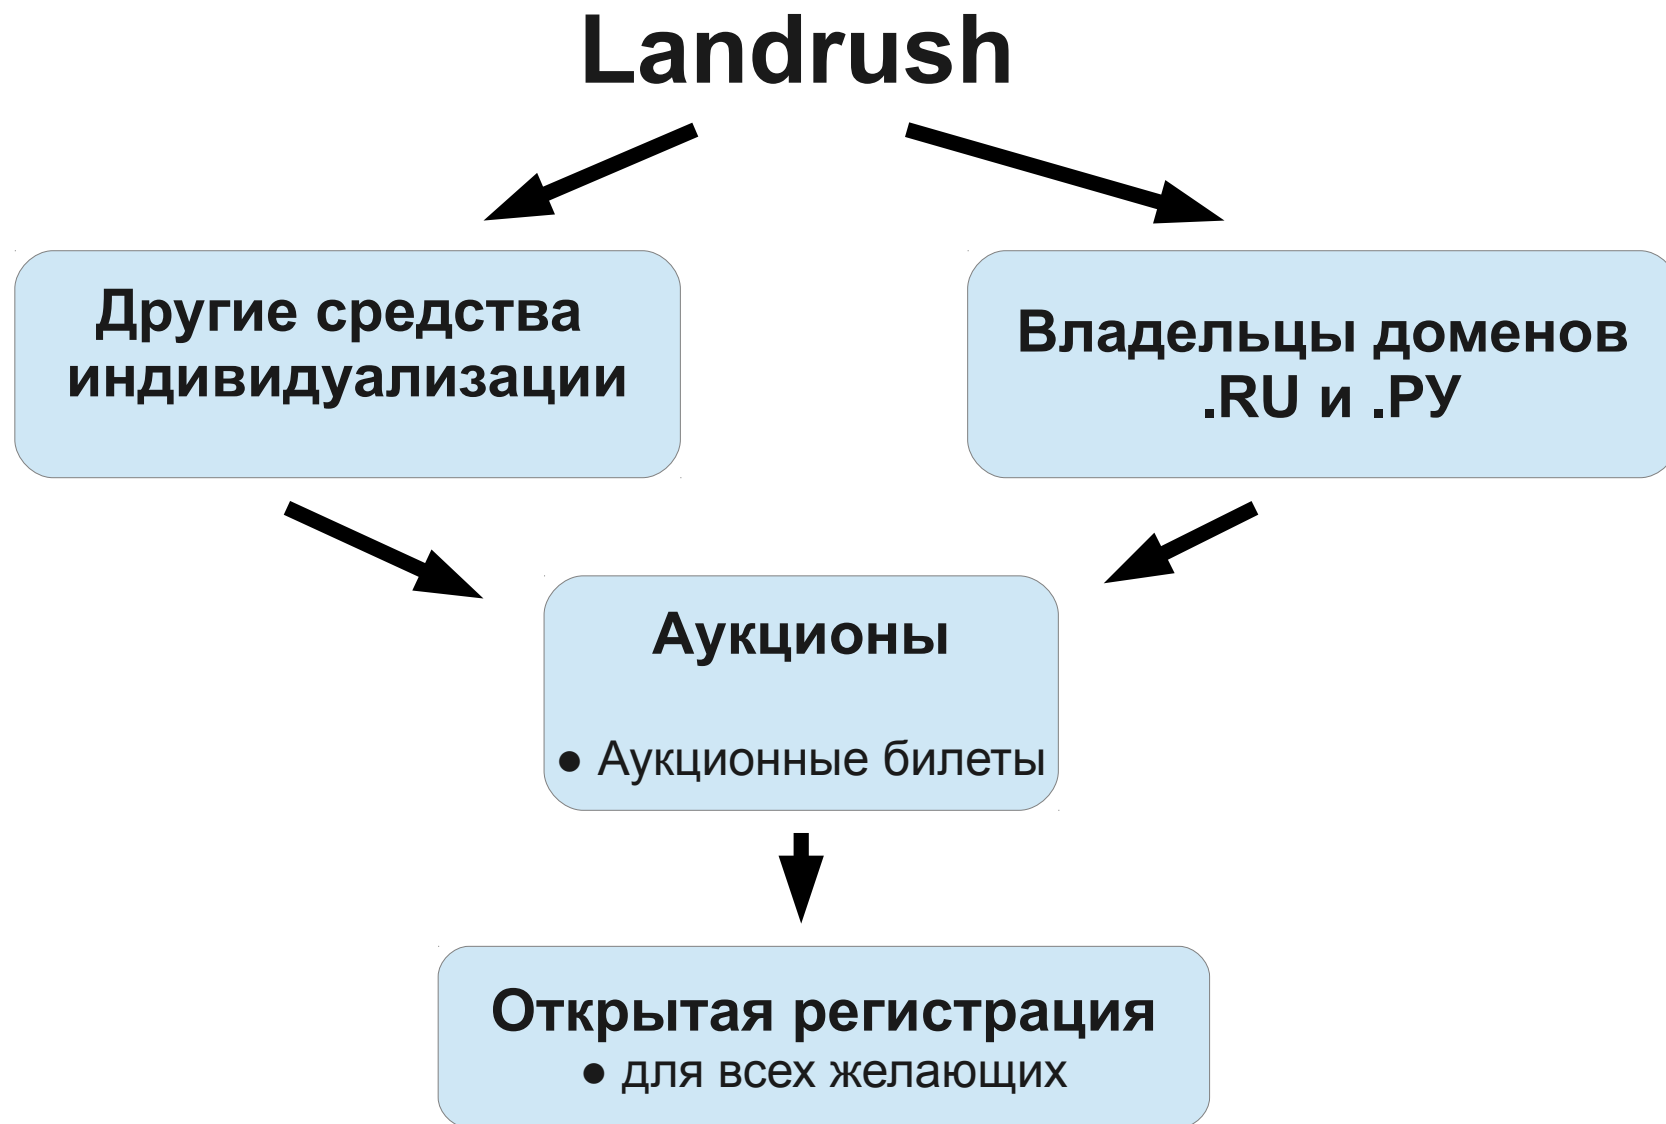 Landrush
Другие средства
индивидуализации
Владельцы доменов
.RU и .РУ
Аукционы
● Аукционные билеты
Открытая регистрация
● для всех желающих